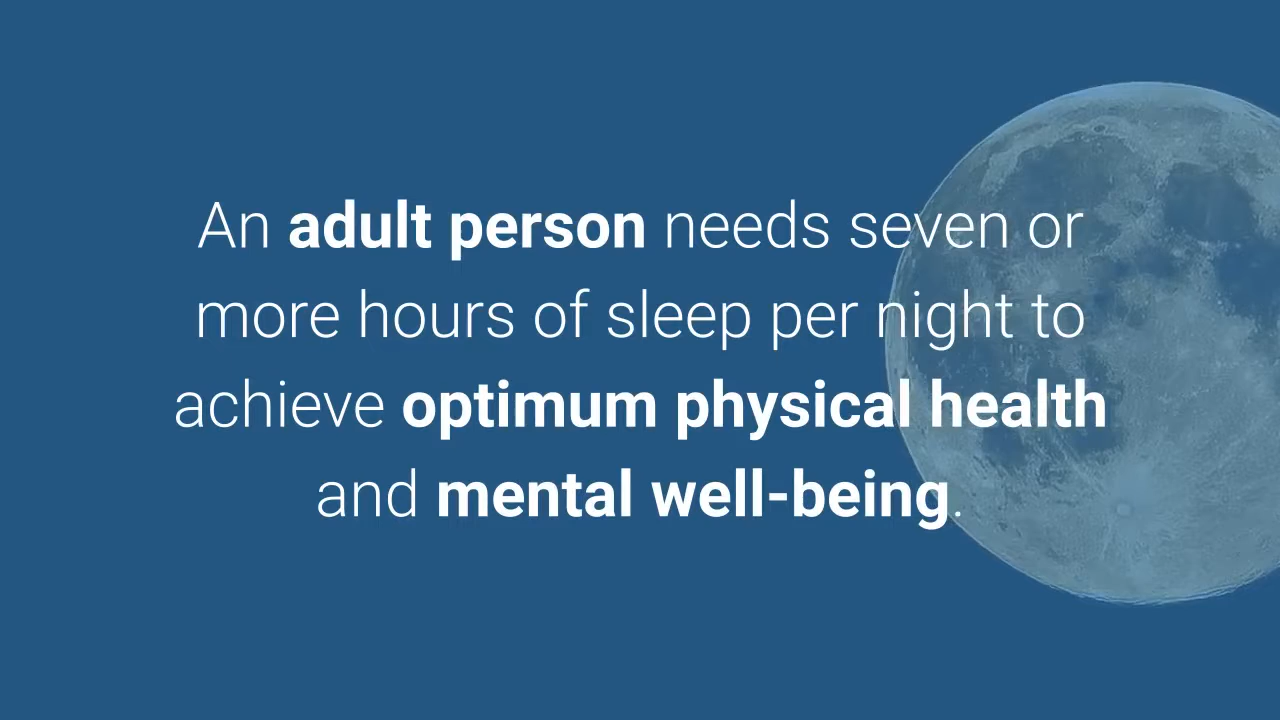 An adult person needs seven or
more hours of sleep per night to
achieve optimum physical health
and mental well-being.